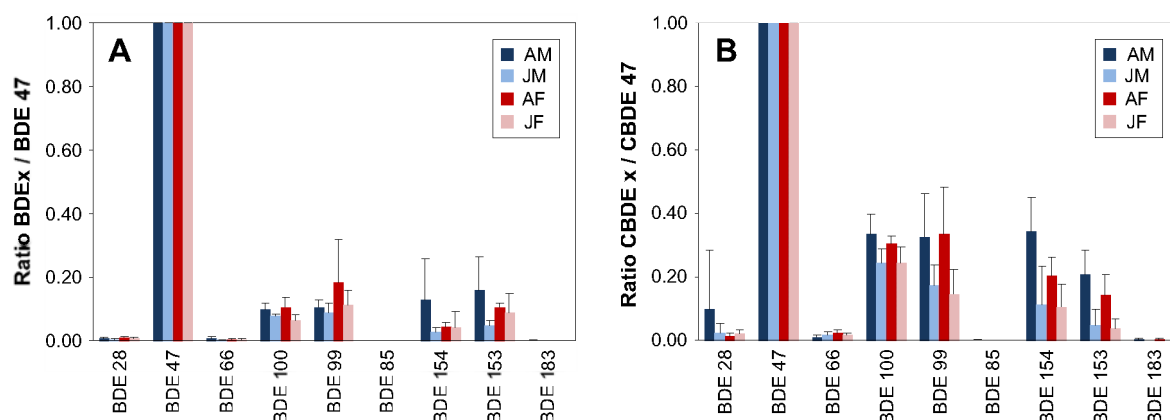 Ratio BDEx / BDE 47
1.00
0.80
0.60
0.40
0.20
0.00
A
AM
JM
AF
JF
BDE 28
BDE 47
BDE 66
BDE 100
BDE 99
BDE 85
BDE 154
BDE 153
BDE 183
Ratio CBDE x / CBDE 47
1.00
0.80
0.60
0.40
0.20
0.00
B
AM
JM
AF
JF
BDE 28
BDE 47
BDE 66
BDE 100
BDE 99
BDE 85
BDE 154
BDE 153
BDE 183